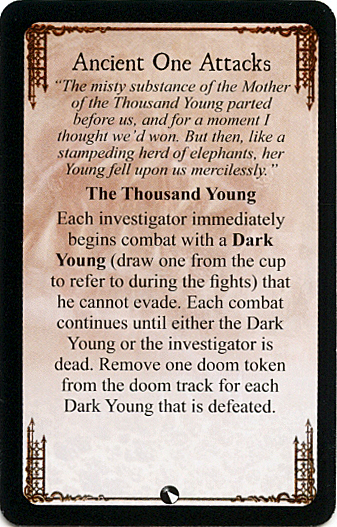 Ancient One Attacks
“The misty substance of the Mother
of the Thousand Young parted
before us, and for a moment I
thought we’d won. But then, like a
stampeding herd of elephants, her
Young fell upon us mercilessly.”
The Thousand Young
Each investigator immediately
begins combat with a Dark
Young (draw one from the cup
to refer to during the fights) that
he cannot evade. Each combat
continues until either the Dark
Young or the investigator is
dead. Remove one doom token
from the doom track for each
Dark Young that is defeated.